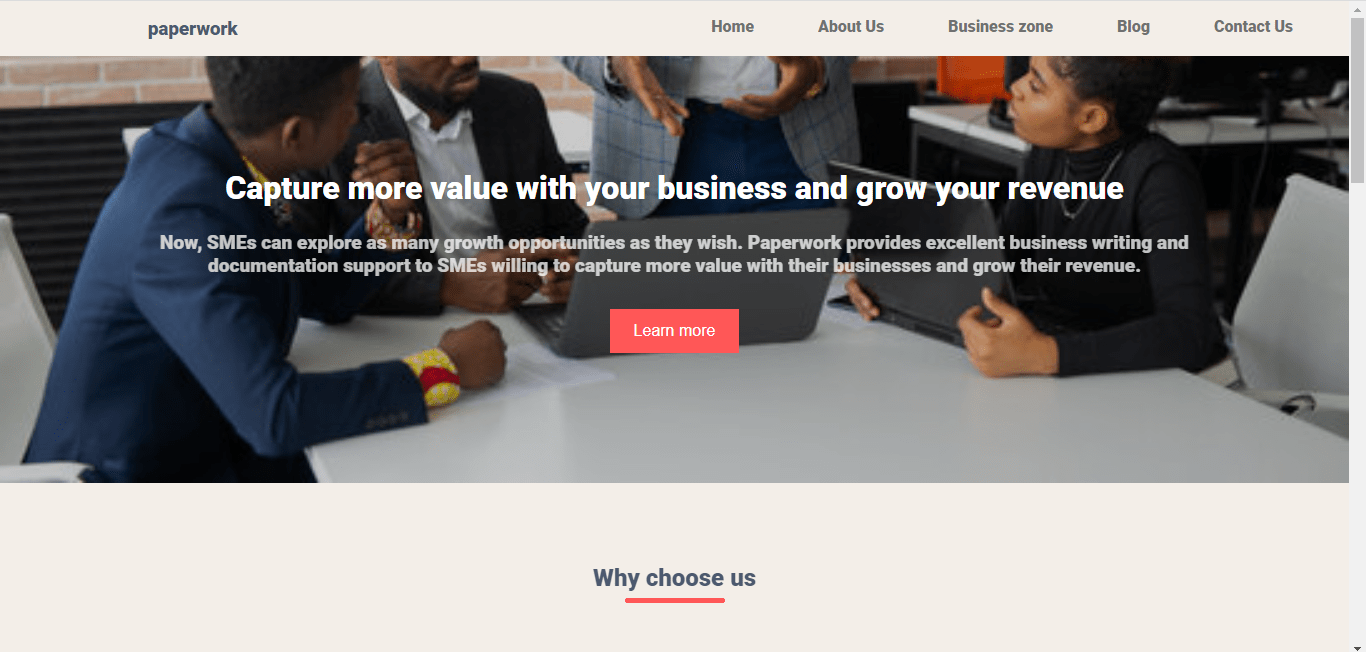 paperwork
Home
About Us
Business zone
Blog
Contact Us
Capture more value with your business and grow your revenue
Now, SMEs can explore as many growth opportunities as they wish. Paperwork provides excellent business writing and
documentation support to SMEs willing to capture more value with their businesses and grow their revenue.
Learn more
Why choose us